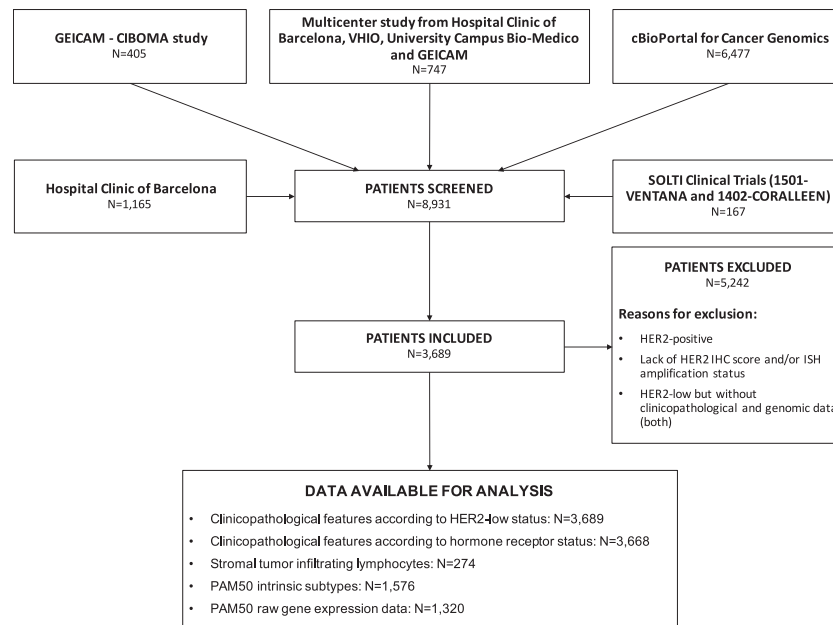 GEICAM - CIBOMA study
N=405
Multicenter study from Hospital Clinic of
Barcelona, VHIO, University Campus Bio-Medico
and GEICAM
N=747
cBioPortal for Cancer Genomics
N=6,477
Hospital Clinic of Barcelona
N=1,165
PATIENTS SCREENED
N=8,931
SOLTI Clinical Trials (1501-
VENTANA and 1402-CORALLEEN)
N=167
PATIENTS EXCLUDED
N=5,242
Reasons for exclusion:
• HER2-positive
• Lack of HER2 IHC score and/or ISH
amplification status
• HER2-low but without
clinicopathological and genomic data
(both)
PATIENTS INCLUDED
N=3,689
DATA AVAILABLE FOR ANALYSIS
• Clinicopathological features according to HER2-low status: N=3,689
• Clinicopathological features according to hormone receptor status: N=3,668
• Stromal tumor infiltrating lymphocytes: N=274
• PAM50 intrinsic subtypes: N=1,576
• PAM50 raw gene expression data: N=1,320